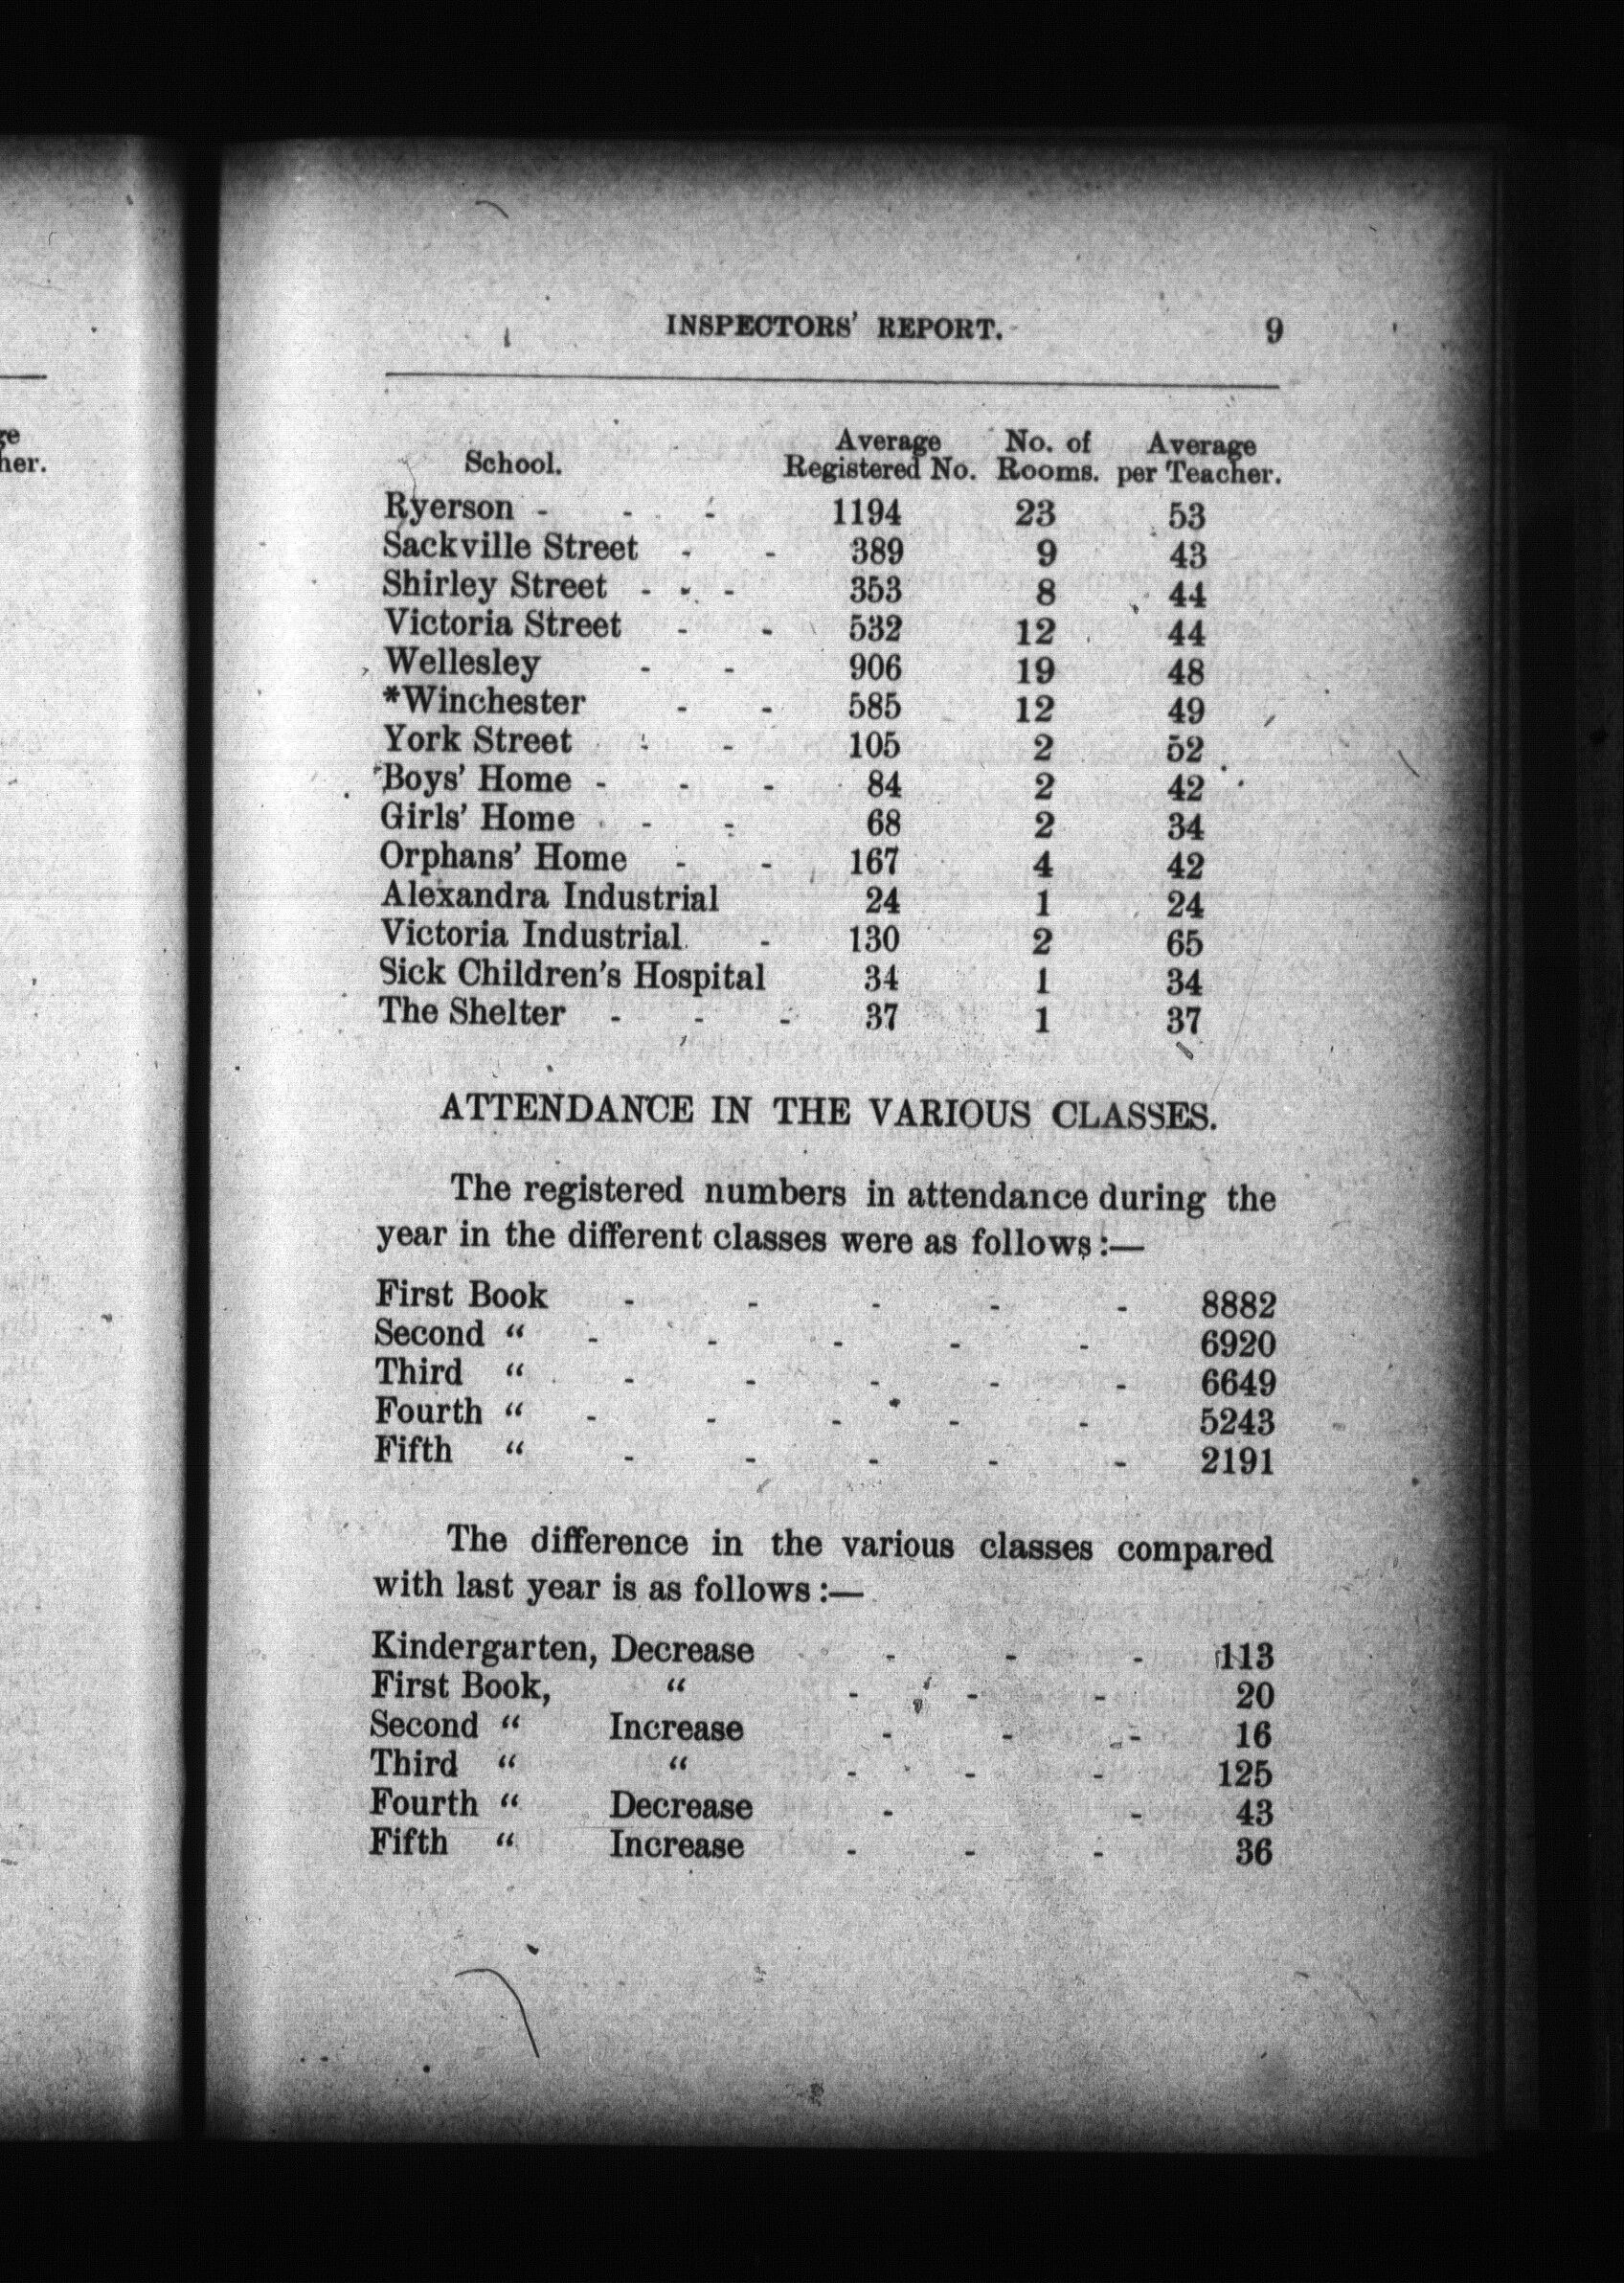 ge
her.
INSPECTORS' REPORT. 9
School. Average Registered No. No. of Rooms. Average per Teacher.
Ryerson - - - 1194 23 53
Sackville Street - - 389 9 43
Shirley Street - - - 353 8 44
Victoria Street - - 532 12 44
Wellesley - - 906 19 48
*Winchester - - 585 12 49
York Street - - 105 2 52
Boys' Home - - - 84 2 42
Girls' Home - - 68 2 34
Orphans' Home - - 167 4 42
Alexandra Industrial 24 1 24
Victoria Industrial - 130 2 65
Sick Children's Hospital 34 1 34
The Shelter - - - 37 1 37
ATTENDANCE IN THE VARIOUS CLASSES.
The registered numbers in attendance during the
year in the different classes were as follows:—
First Book - - - - - 8882
Second “ - - - - - 6920
Third “ - - - - - 6649
Fourth “ - - - - - 5243
Fifth “ - - - - - 2191
The difference in the various classes compared
with last year is as follows:—
Kindergarten, Decrease - - - 113
First Book, “ - - - 20
Second “ Increase - - - 16
Third “ “ - - - 125
Fourth “ Decrease - - 43
Fifth “ Increase - - - 36